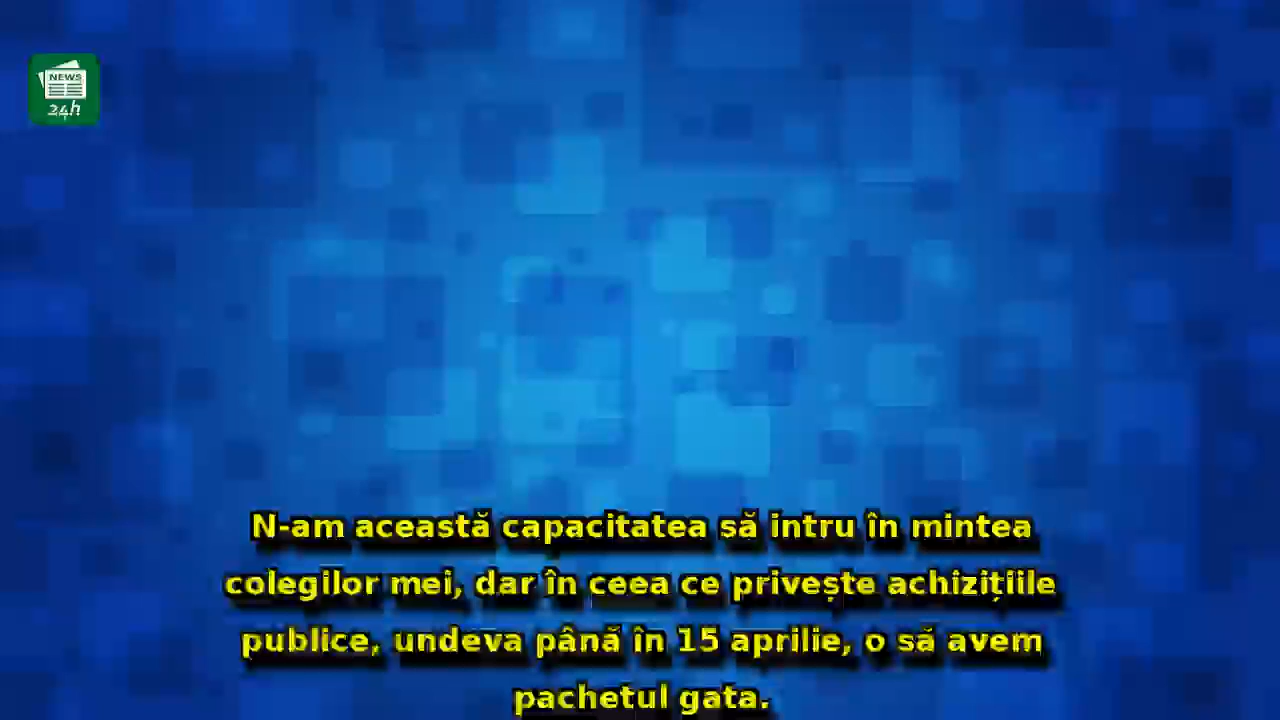 NEWS
24h
N-am această capacitatea să intru în mintea
colegilor mei, dar în ceea ce privește achizițiile
publice, undeva până în 15 aprilie, o să avem
pachetul gata.